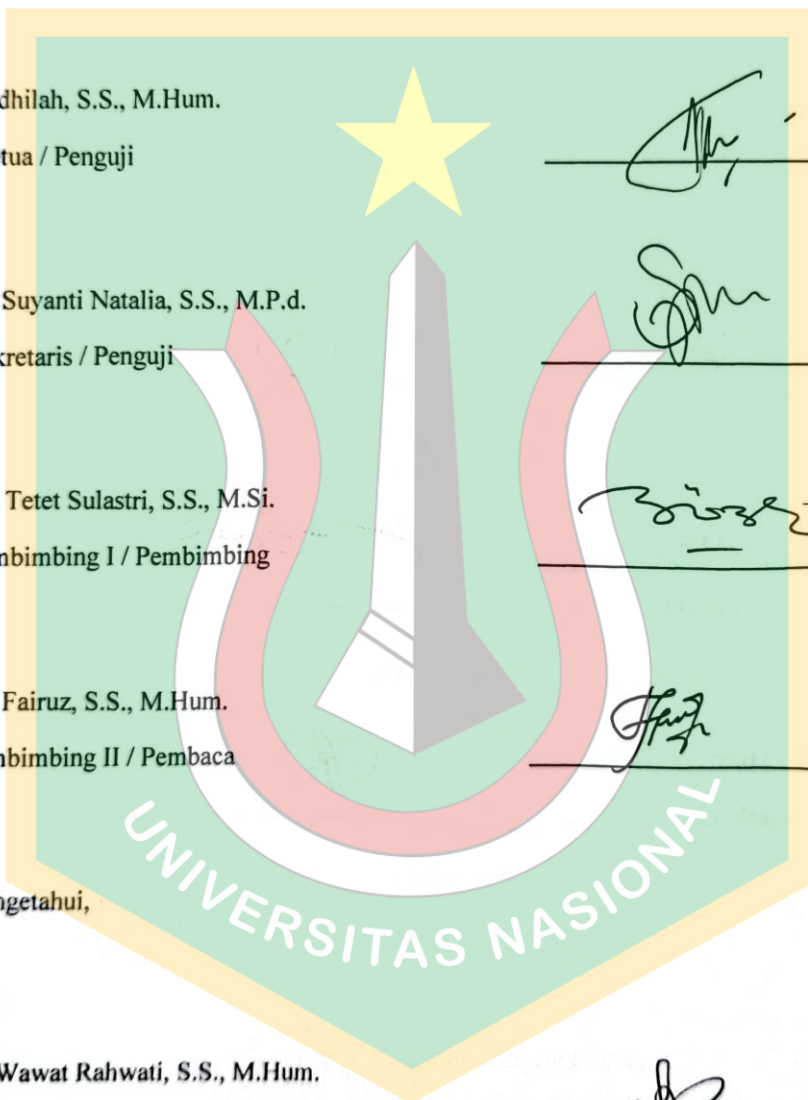 dhilah, S.S., M.Hum.
tua / Penguji
Suyanti Natalia, S.S., M.P.d.
kretaris / Penguji
Tetet Sulastri, S.S., M.Si.
nbimbing I / Pembimbing
Fairuz, S.S., M.Hum.
nbimbing II / Pembaca
UNIVERSITAS NASIONAL
ngetahui,
Wawat Rahwati, S.S., M.Hum.